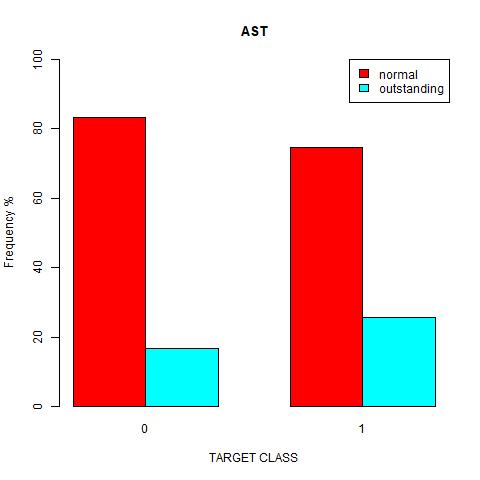 AST
normal
outstanding
Frequency %
100
80
60
40
20
0
0 1
TARGET CLASS